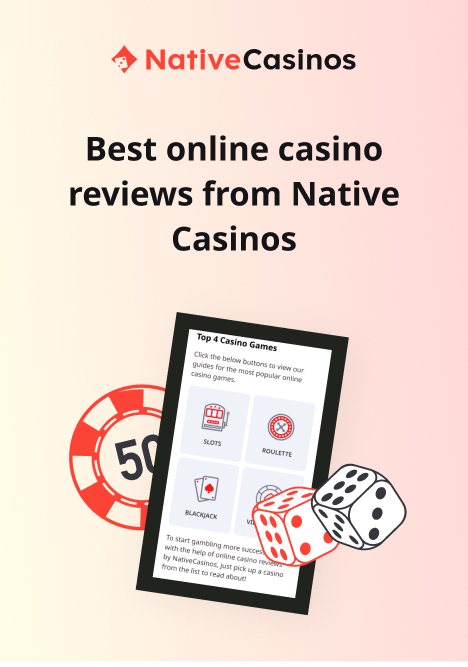 NativeCasinos
Best online casino
reviews from Native
Casinos
Top 4 Casino Games
Click the below buttons to view our
guides for the most popular online
casino games.
50
SLOTS
ROULETTE
BLACKJACK
To start gambling more
with the help of online casino reviews
by NativeCasinos, just pick up a casino
from the list to read about!